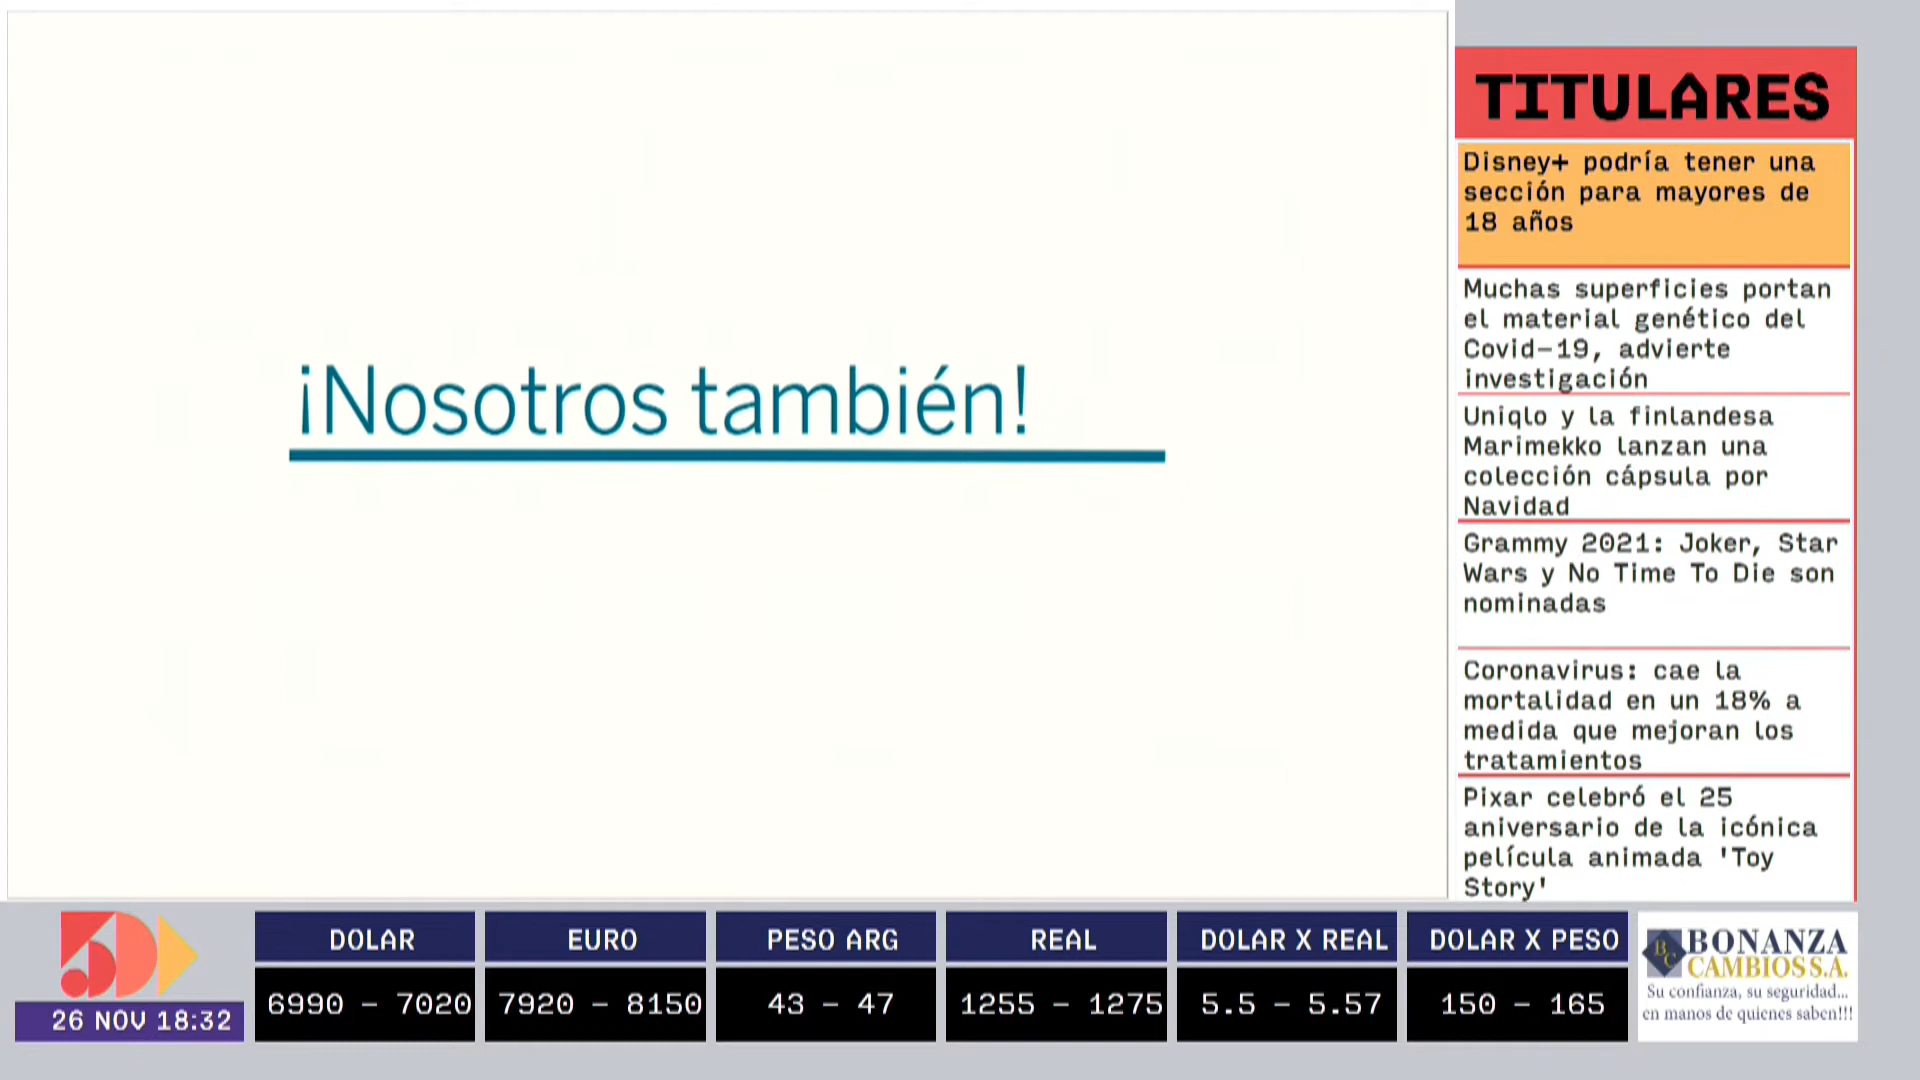 ¡Nosotros también!
TITULARES
Disney+ podría tener una
sección para mayores de
18 años
Muchas superficies portan
el material genético del
Covid-19, advierte
investigación
Uniqlo y la finlandesa
Marimekko lanzan una
colección cápsula por
Navidad
Grammy 2021: Joker, Star
Wars y No Time To Die son
nominadas
Coronavirus: cae la
mortalidad en un 18% a
medida que mejoran los
tratamientos
Pixar celebró el 25
aniversario de la icónica
película animada 'Toy
Story'
5D
26 NOV 18:32
DOLAR
6990 - 7020
EURO
7920 - 8150
PESO ARG
43 - 47
REAL
1255 - 1275
DOLAR X REAL
5.5 - 5.57
DOLAR X PESO
150 - 165
BC
BONANZA
CAMBIOS S.A.
Su confianza, su seguridad...
en manos de quienes saben!!!